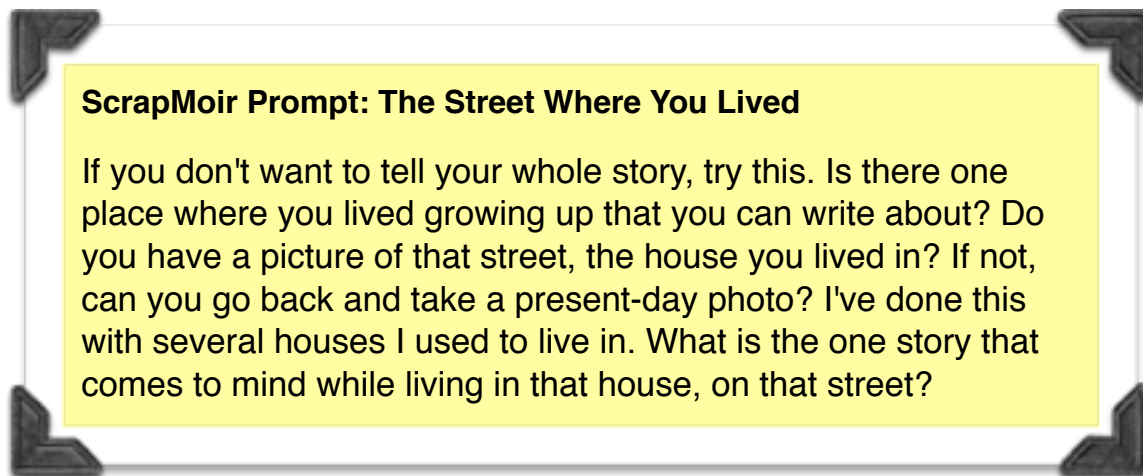 ScrapMoir Prompt: The Street Where You Lived
If you don't want to tell your whole story, try this. Is there one
place where you lived growing up that you can write about? Do
you have a picture of that street, the house you lived in? If not,
can you go back and take a present-day photo? I've done this
with several houses I used to live in. What is the one story that
comes to mind while living in that house, on that street?